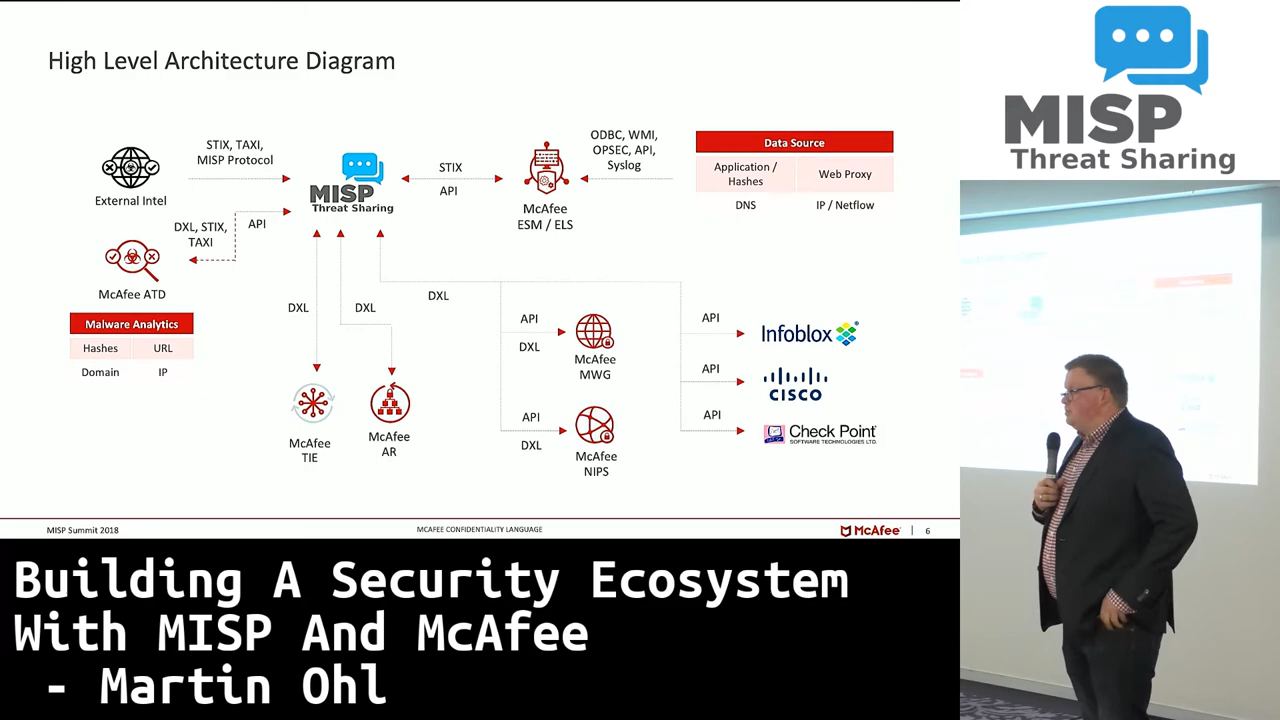 High Level Architecture Diagram
STIX, TAXI,
MISP Protocol
External Intel
DXL, STIX,
TAXI
API
McAfee ATD
Malware Analytics
Hashes URL
Domain IP
MISP
Threat Sharing
STIX
API
McAfee
ESM / ELS
ODBC, WMI,
OPSEC, API,
Syslog
Data Source
Application /
Hashes
Web Proxy
DNS
IP / Netflow
DXL
DXL
DXL
McAfee
TIE
McAfee
AR
API
DXL
McAfee
MWG
API
DXL
McAfee
NIPS
API
Infoblox
API
CISCO
API
Check Point
SOFTWARE TECHNOLOGIES LTD.
MISP Summit 2018
MCAFEE CONFIDENTIALITY LANGUAGE
McAfee | 6
MISP
Threat Sharing
Building A Security Ecosystem
With MISP And McAfee
- Martin Ohl